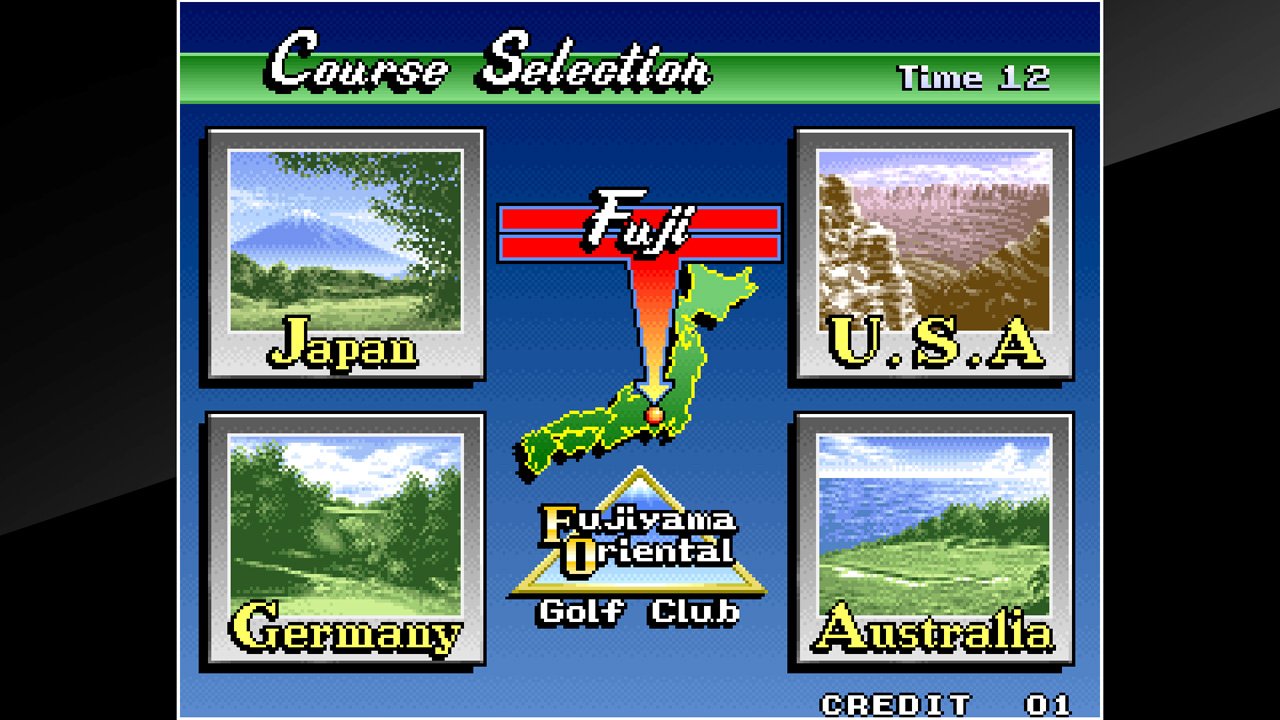 Course Selection
Time 12
Fuji
Japan
U.S.A
Fujiyama
Oriental
Golf Club
Germany
Australia
CREDIT 01